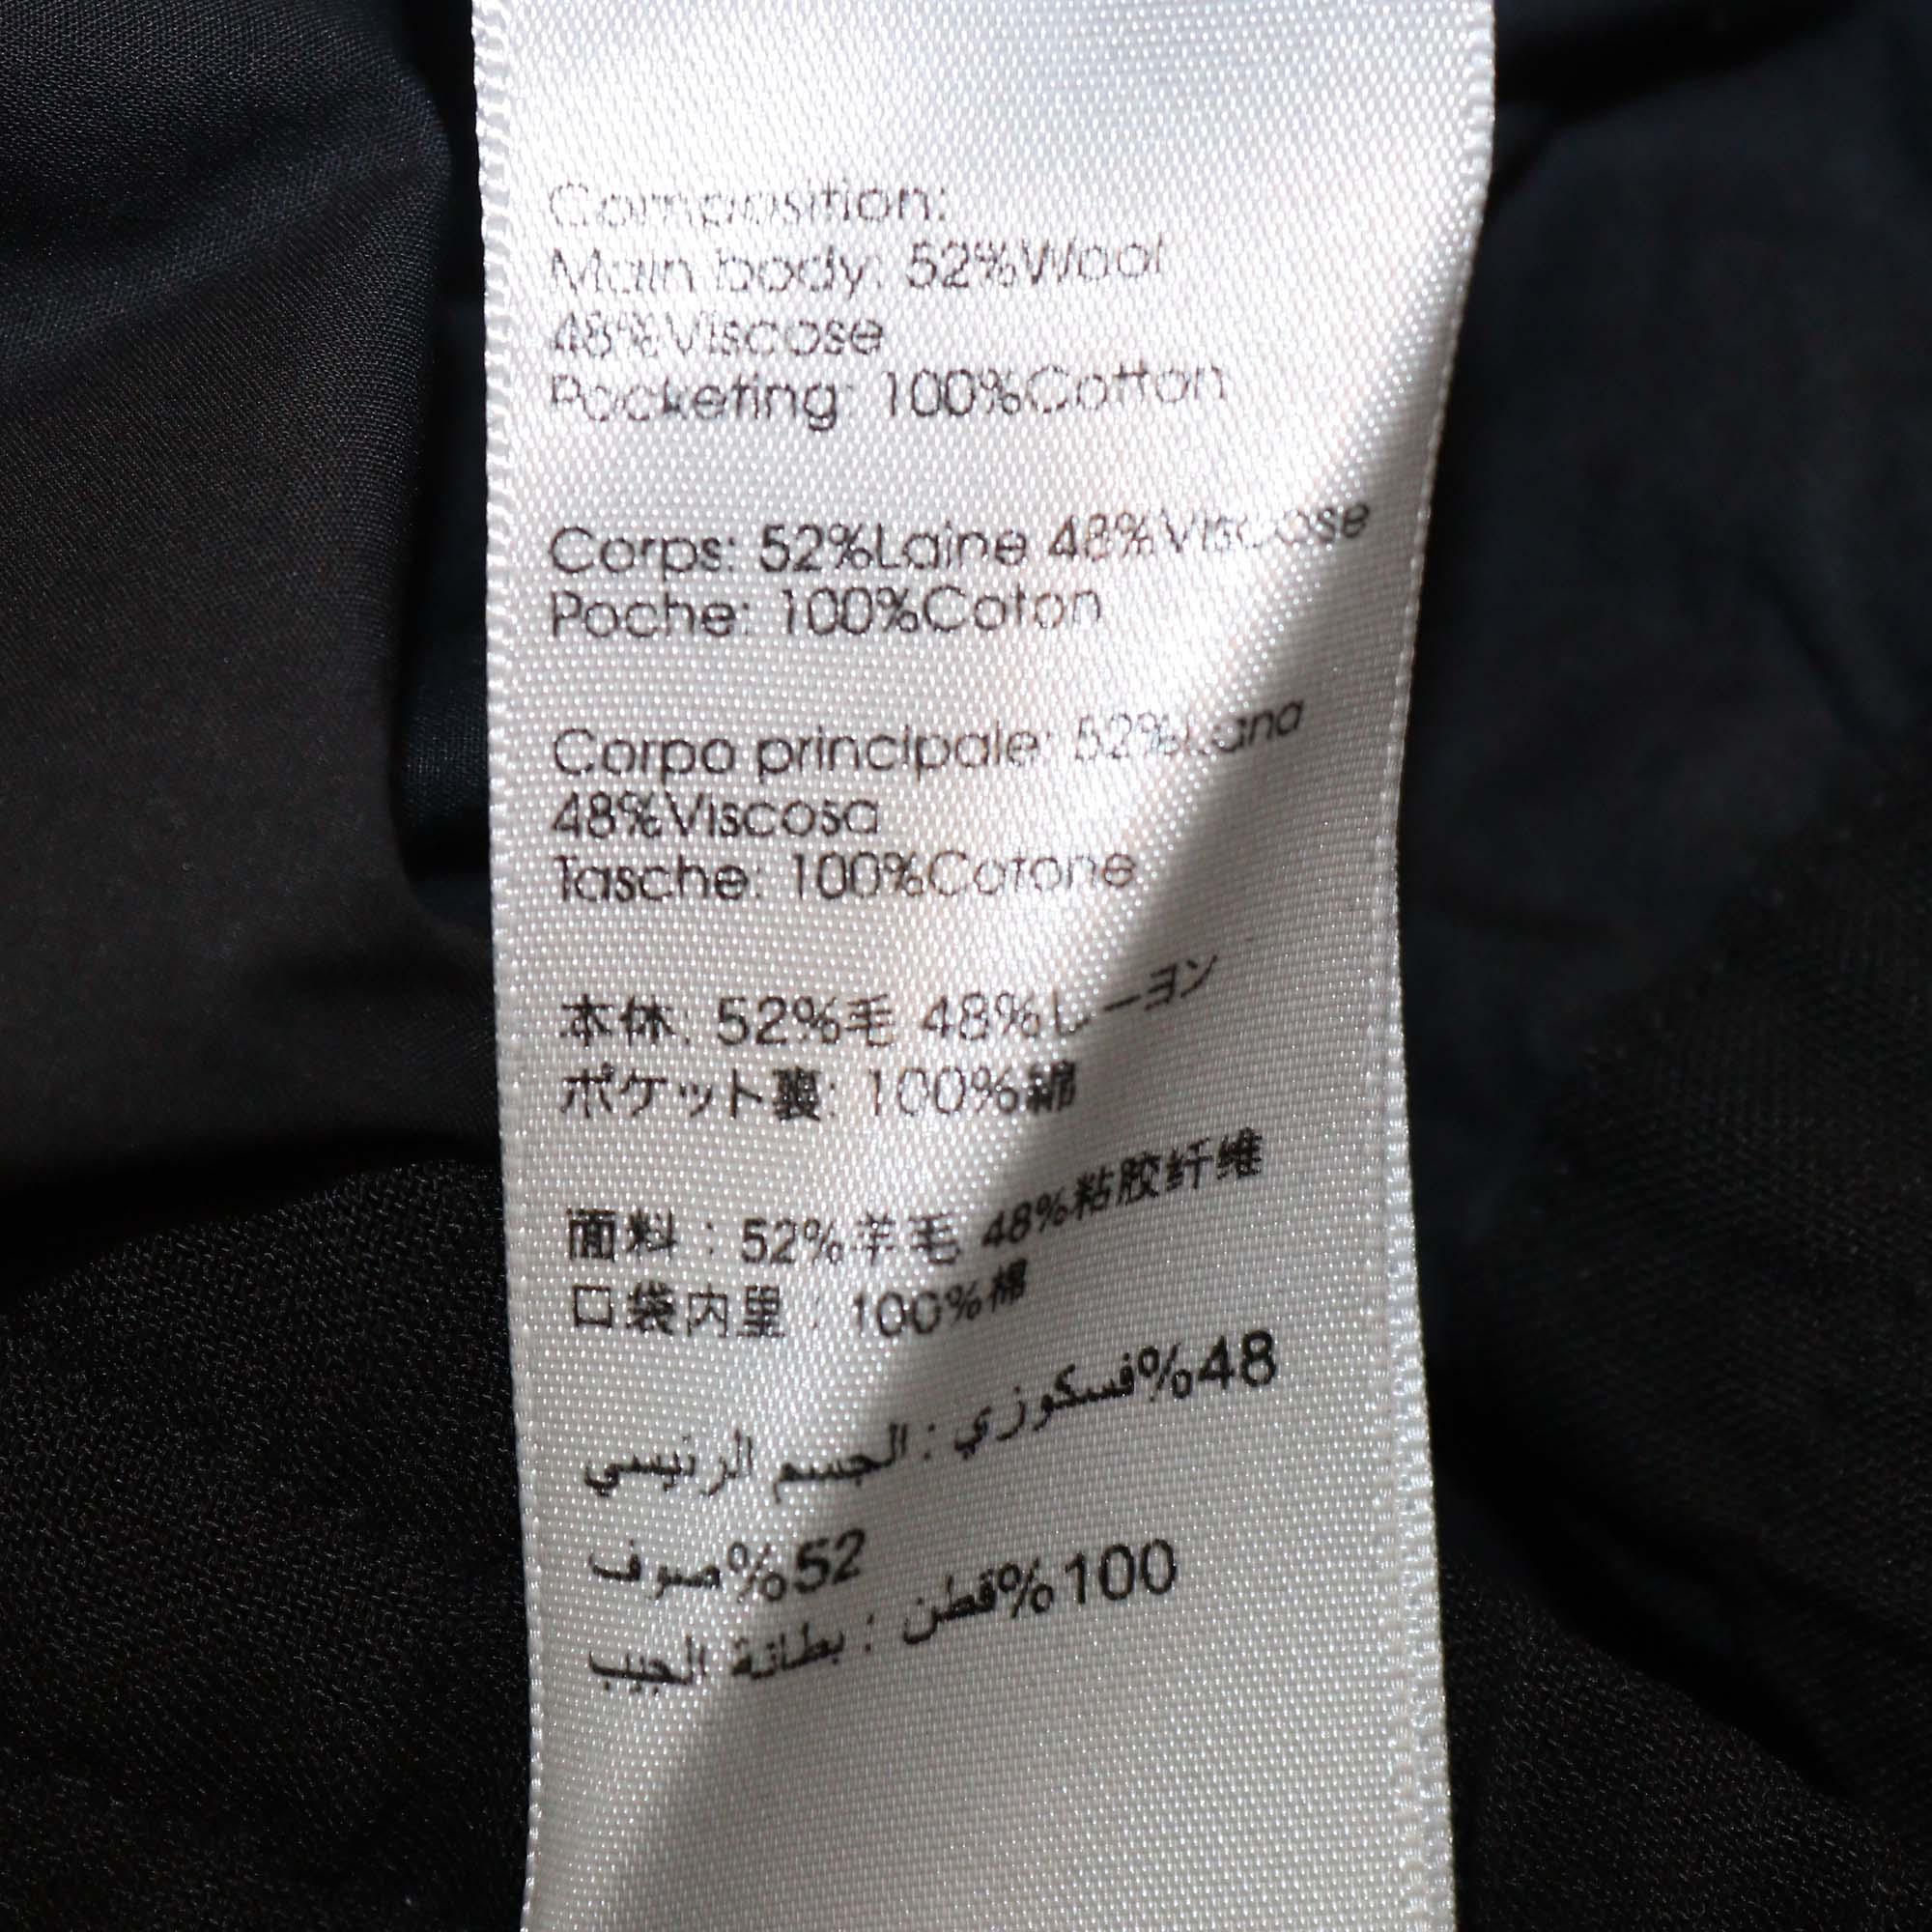 Composition:
Main body: 52%Wool
48%Viscose
Pocketing: 100%Cotton
Corps: 52%Laine 48%Viscose
Poche: 100%Coton
Corpo principale: 52%Lana
48%Viscosa
Tasche: 100%Cotone
本体: 52%毛 48%レーヨン
ポケット裏: 100%綿
面料：52%羊毛 48%粘胶纤维
口袋内里：100%棉
48%فسكوزي : الجسم الرئيسي
52%صوف
100%قطن : بطانة الجيب